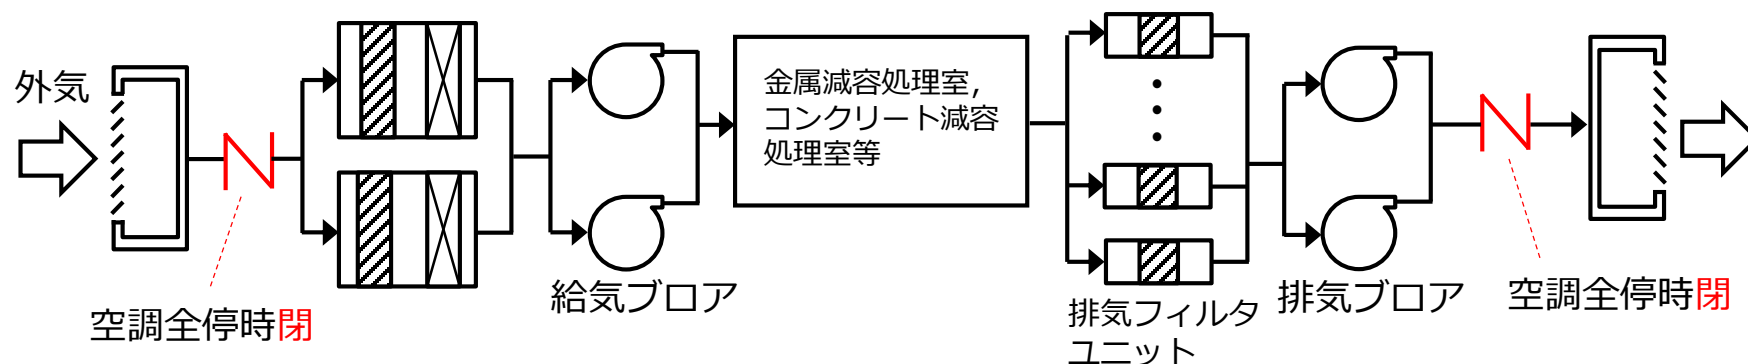 外気
空調全停時閉
給気ブロア
金属減容処理室,
コンクリート減容
処理室等
排気フィルタ
ユニット
排気ブロア
空調全停時閉